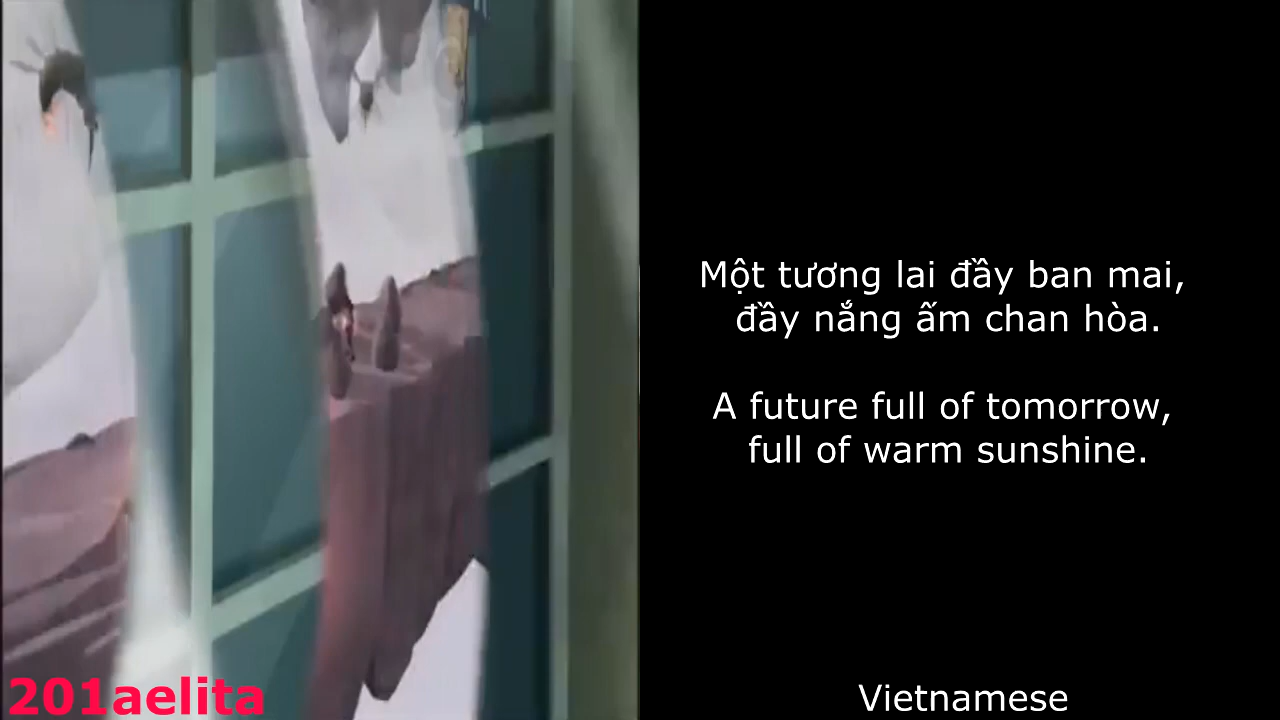 Một tương lai đầy ban mai,
đầy nắng ấm chan hòa.
A future full of tomorrow,
full of warm sunshine.
201aelita
Vietnamese